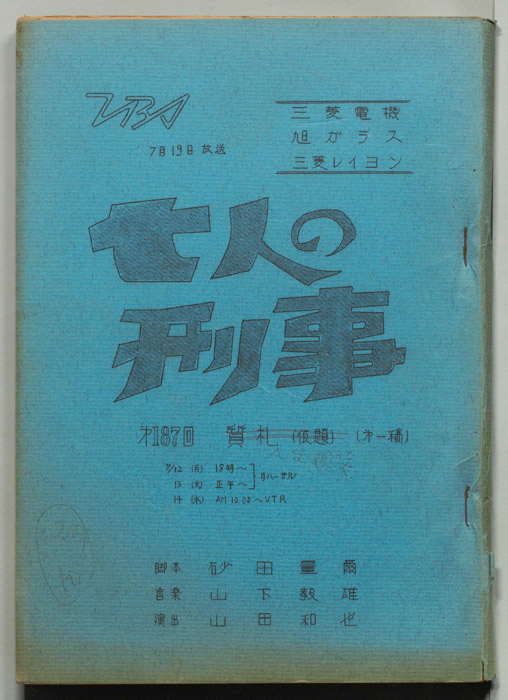 TBS
7月19日 放送
三菱電機
旭ガラス
三菱レイヨン
七人の
刑事
第187回 質札 (仮題) (第一稿)
7/12 (月) 18時〜
13 (火) 正午〜 リハーサル
14 (水) AM 10.00〜VTR
脚本 砂田量爾
音楽 山下毅雄
演出 山田和也